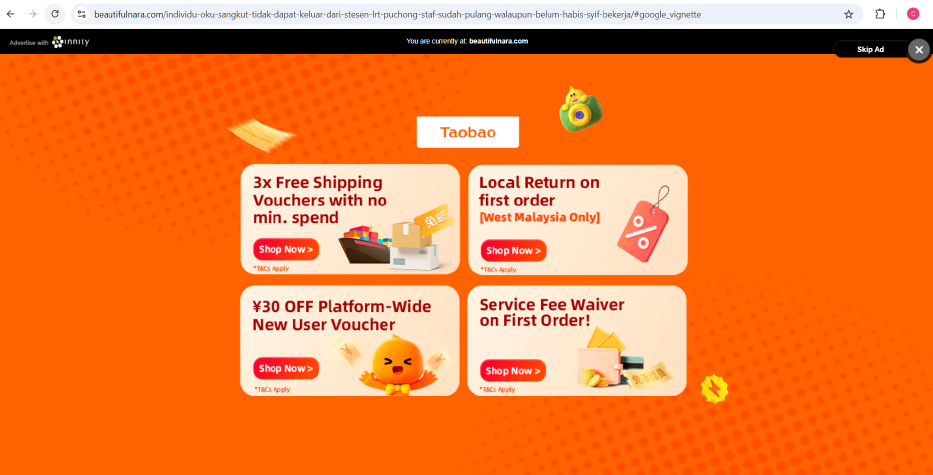 beautifulnara.com/individu-oku-sangkut-tidak-dapat-keluar-dari-stesen-lrt-puchong-staf-sudah-pulang-walaupun-belum-habis-syif-bekerja/#google_vignette
C
Advertise with innity
You are currently at: beautifulnara.com
Skip Ad
Taobao
3x Free Shipping
Vouchers with no
min. spend
免邮
Shop Now >
*T&Cs Apply
Local Return on
first order
[West Malaysia Only]
Shop Now >
*T&Cs Apply
¥30 OFF Platform-Wide
New User Voucher
Shop Now >
*T&Cs Apply
Service Fee Waiver
on First Order!
Shop Now >
*T&Cs Apply